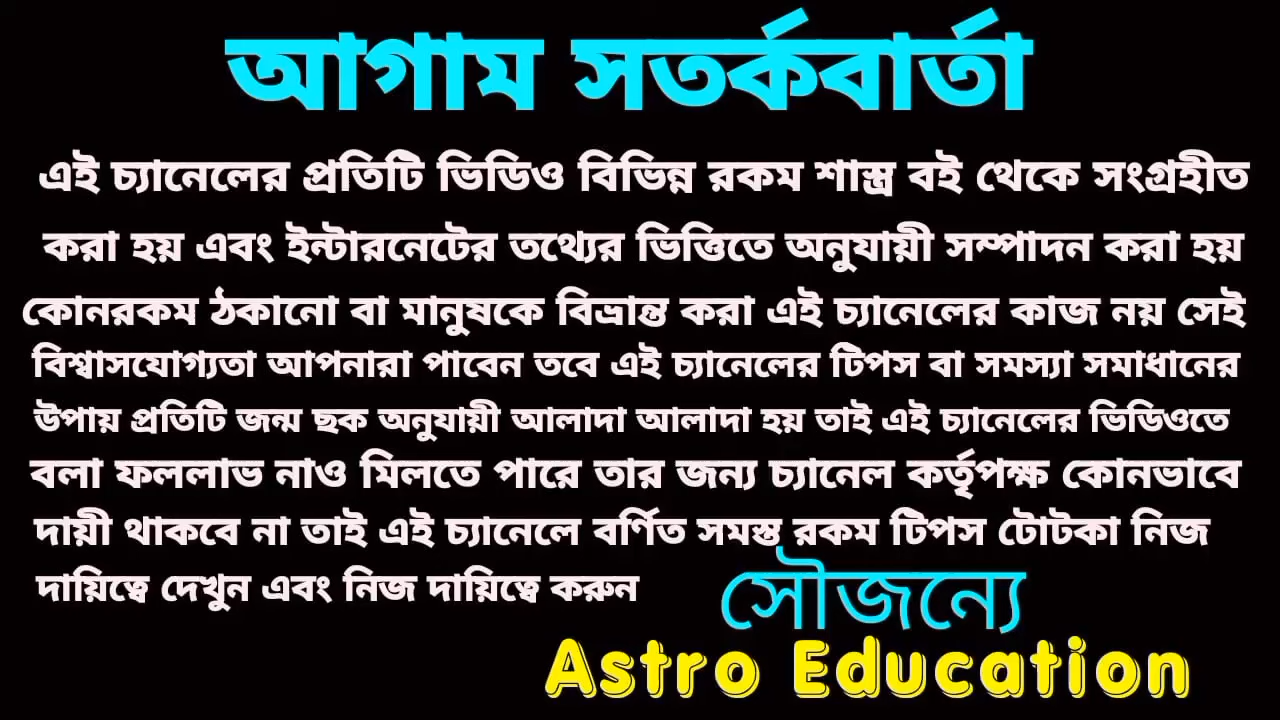 আগাম সতর্কবার্তা
এই চ্যানেলের প্রতিটি ভিডিও বিভিন্ন রকম শাস্ত্র বই থেকে সংগ্রহীত
করা হয় এবং ইন্টারনেটের তথ্যের ভিত্তিতে অনুযায়ী সম্পাদন করা হয়
কোনরকম ঠকানো বা মানুষকে বিভ্রান্ত করা এই চ্যানেলের কাজ নয় সেই
বিশ্বাসযোগ্যতা আপনারা পাবেন তবে এই চ্যানেলের টিপস বা সমস্যা সমাধানের
উপায় প্রতিটি জন্ম ছক অনুযায়ী আলাদা আলাদা হয় তাই এই চ্যানেলের ভিডিওতে
বলা ফললাভ নাও মিলতে পারে তার জন্য চ্যানেল কর্তৃপক্ষ কোনভাবে
দায়ী থাকবে না তাই এই চ্যানেলে বর্ণিত সমস্ত রকম টিপস টোটকা নিজ
দায়িত্বে দেখুন এবং নিজ দায়িত্বে করুন
সৌজন্যে
Astro Education